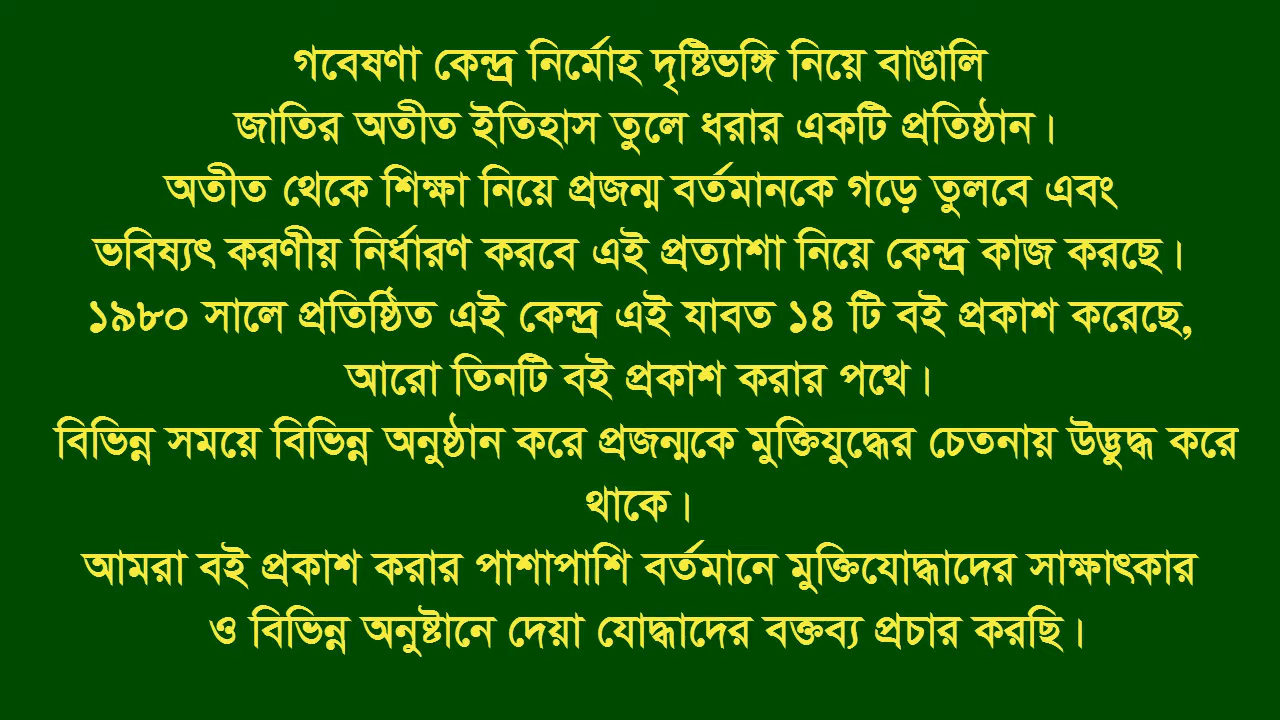 গবেষণা কেন্দ্র নির্মোহ দৃষ্টিভঙ্গি নিয়ে বাঙালি
জাতির অতীত ইতিহাস তুলে ধরার একটি প্রতিষ্ঠান।
অতীত থেকে শিক্ষা নিয়ে প্রজন্ম বর্তমানকে গড়ে তুলবে এবং
ভবিষ্যৎ করণীয় নির্ধারণ করবে এই প্রত্যাশা নিয়ে কেন্দ্র কাজ করছে।
১৯৮০ সালে প্রতিষ্ঠিত এই কেন্দ্র এই যাবত ১৪ টি বই প্রকাশ করেছে,
আরো তিনটি বই প্রকাশ করার পথে।
বিভিন্ন সময়ে বিভিন্ন অনুষ্ঠান করে প্রজন্মকে মুক্তিযুদ্ধের চেতনায় উদ্ভুদ্ধ করে
থাকে।
আমরা বই প্রকাশ করার পাশাপাশি বর্তমানে মুক্তিযোদ্ধাদের সাক্ষাৎকার
ও বিভিন্ন অনুষ্টানে দেয়া যোদ্ধাদের বক্তব্য প্রচার করছি।